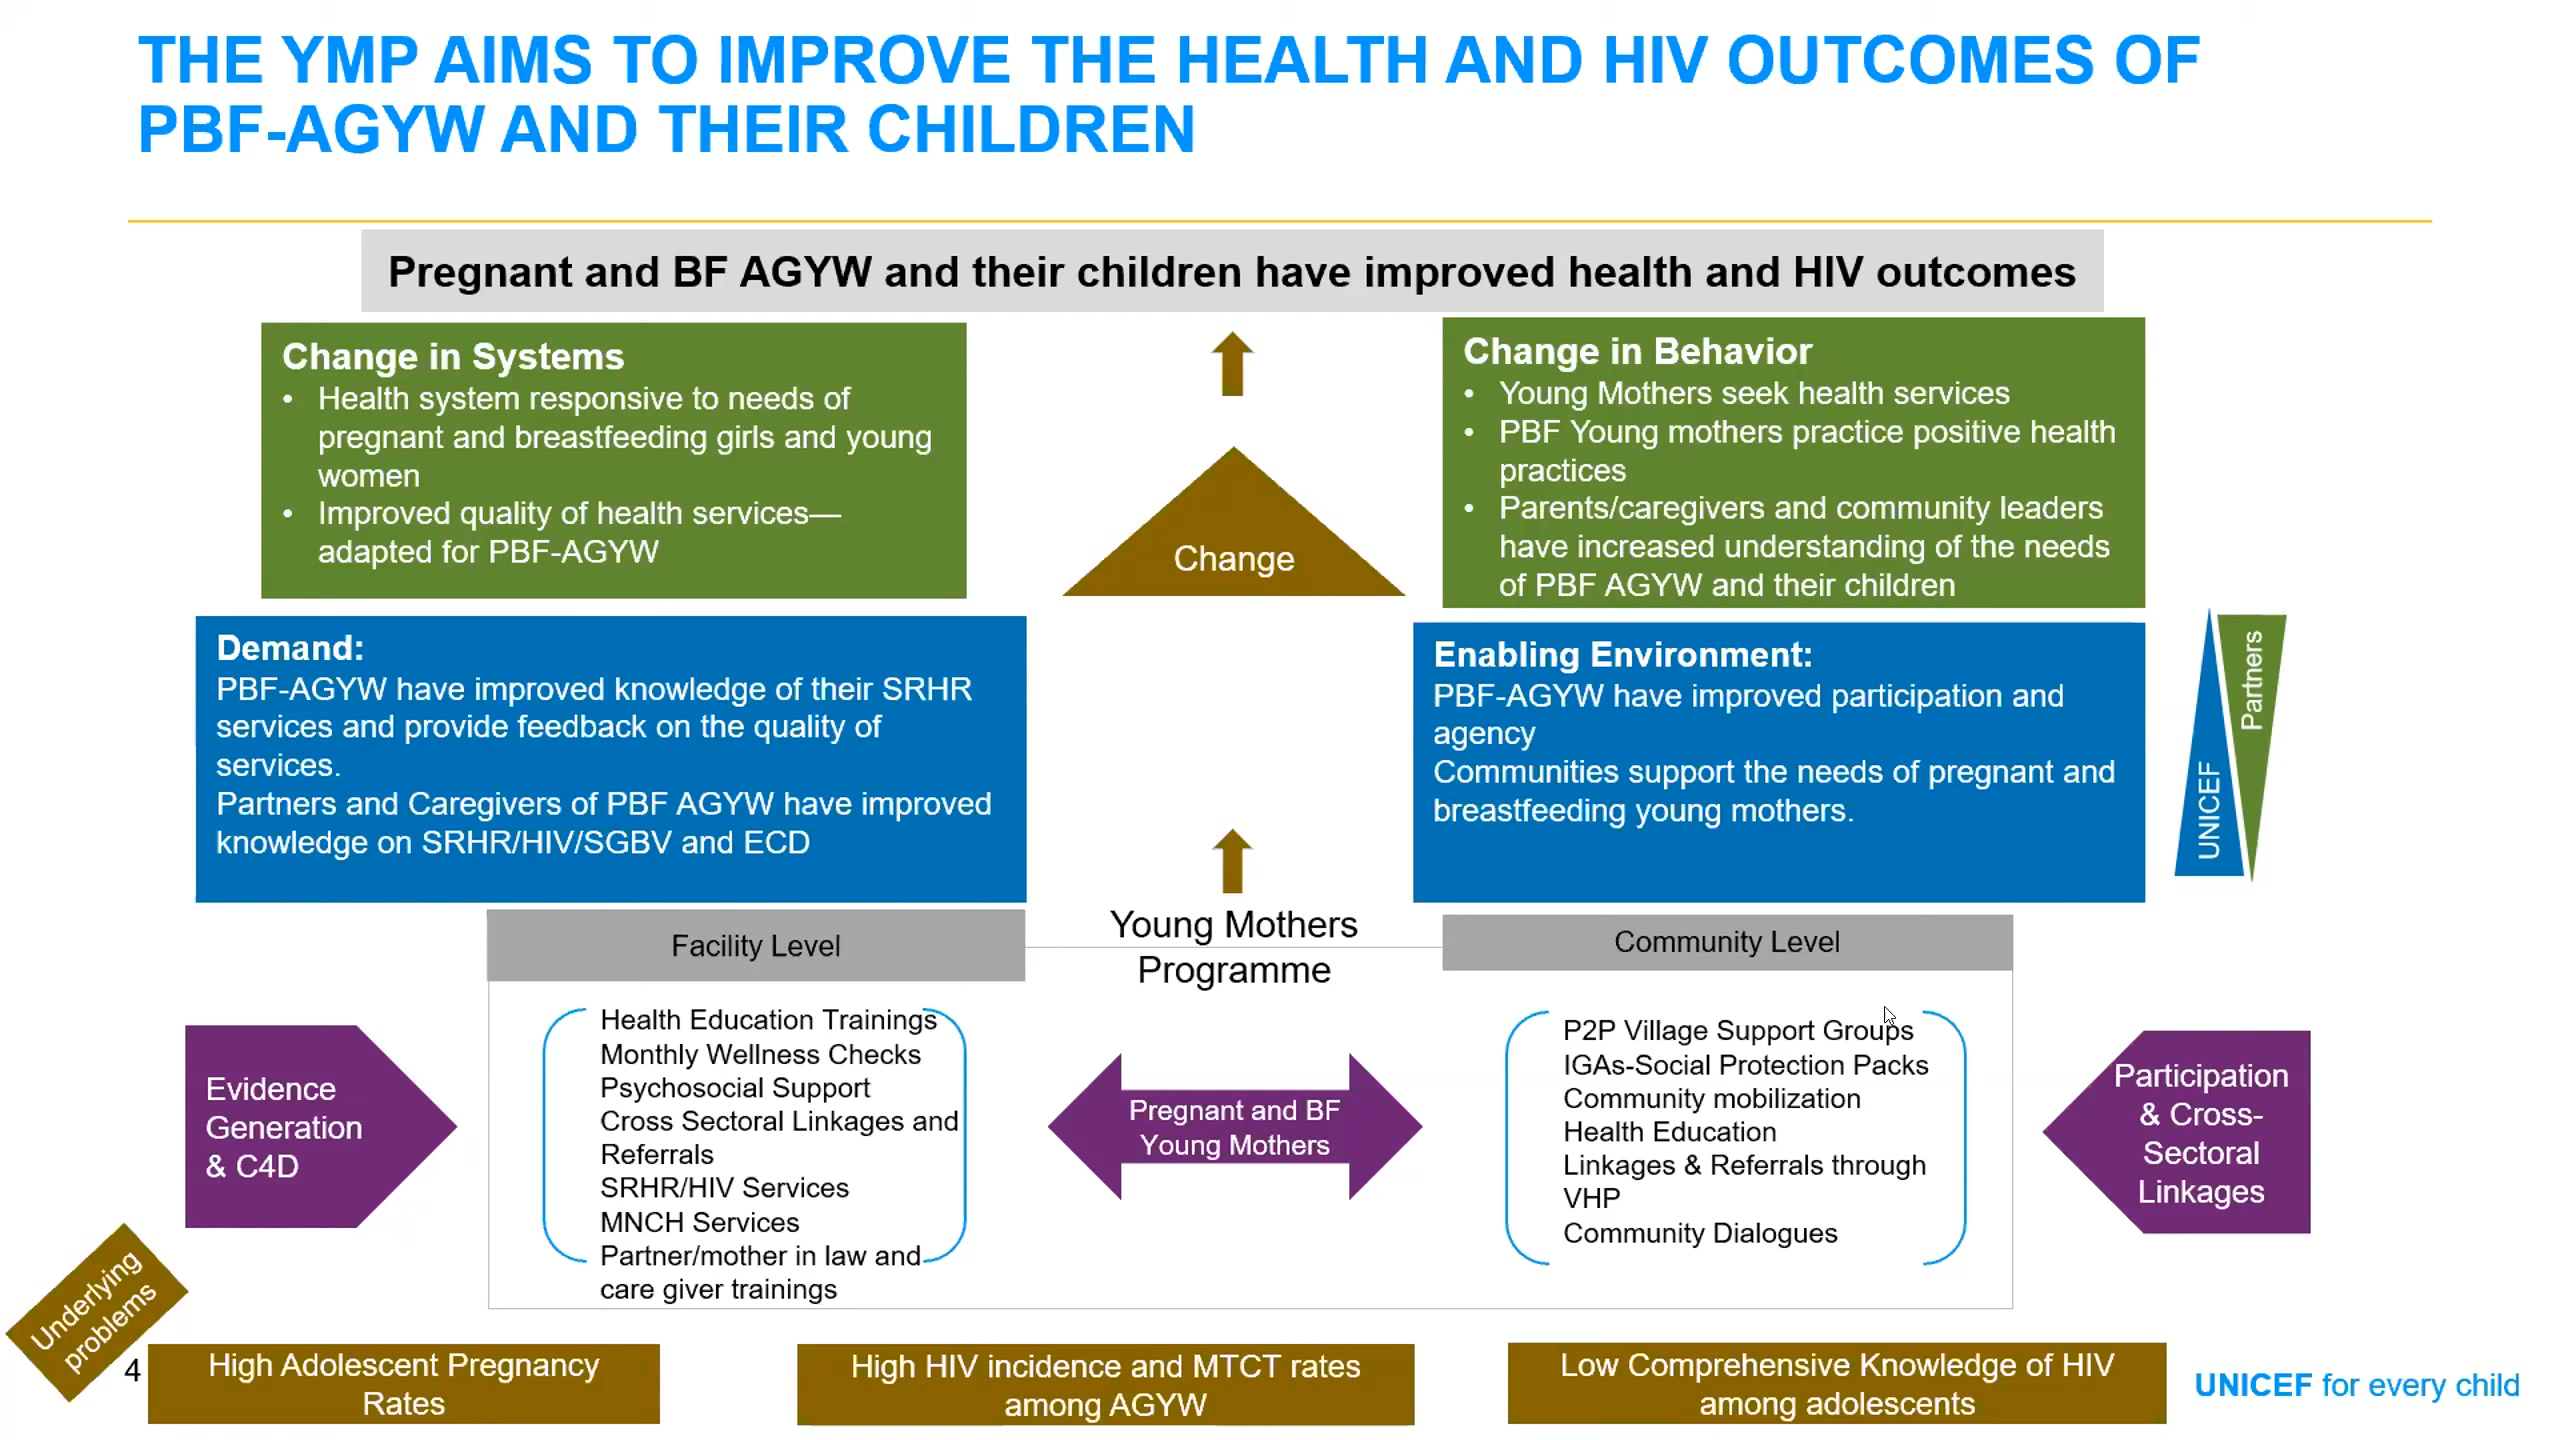 THE YMP AIMS TO IMPROVE THE HEALTH AND HIV OUTCOMES OF
PBF-AGYW AND THEIR CHILDREN
Pregnant and BF AGYW and their children have improved health and HIV outcomes
Change in Systems
• Health system responsive to needs of
pregnant and breastfeeding girls and young
women
• Improved quality of health services—
adapted for PBF-AGYW
Change
Change in Behavior
• Young Mothers seek health services
• PBF Young mothers practice positive health
practices
• Parents/caregivers and community leaders
have increased understanding of the needs
of PBF AGYW and their children
Demand:
PBF-AGYW have improved knowledge of their SRHR
services and provide feedback on the quality of
services.
Partners and Caregivers of PBF AGYW have improved
knowledge on SRHR/HIV/SGBV and ECD
Enabling Environment:
PBF-AGYW have improved participation and
agency
Communities support the needs of pregnant and
breastfeeding young mothers.
UNICEF
Partners
Facility Level
Young Mothers
Programme
Community Level
Evidence
Generation
& C4D
Health Education Trainings
Monthly Wellness Checks
Psychosocial Support
Cross Sectoral Linkages and
Referrals
SRHR/HIV Services
MNCH Services
Partner/mother in law and
care giver trainings
Pregnant and BF
Young Mothers
P2P Village Support Groups
IGAs-Social Protection Packs
Community mobilization
Health Education
Linkages & Referrals through
VHP
Community Dialogues
Participation
& Cross-
Sectoral
Linkages
Underlying
problems
4
High Adolescent Pregnancy
Rates
High HIV incidence and MTCT rates
among AGYW
Low Comprehensive Knowledge of HIV
among adolescents
UNICEF for every child